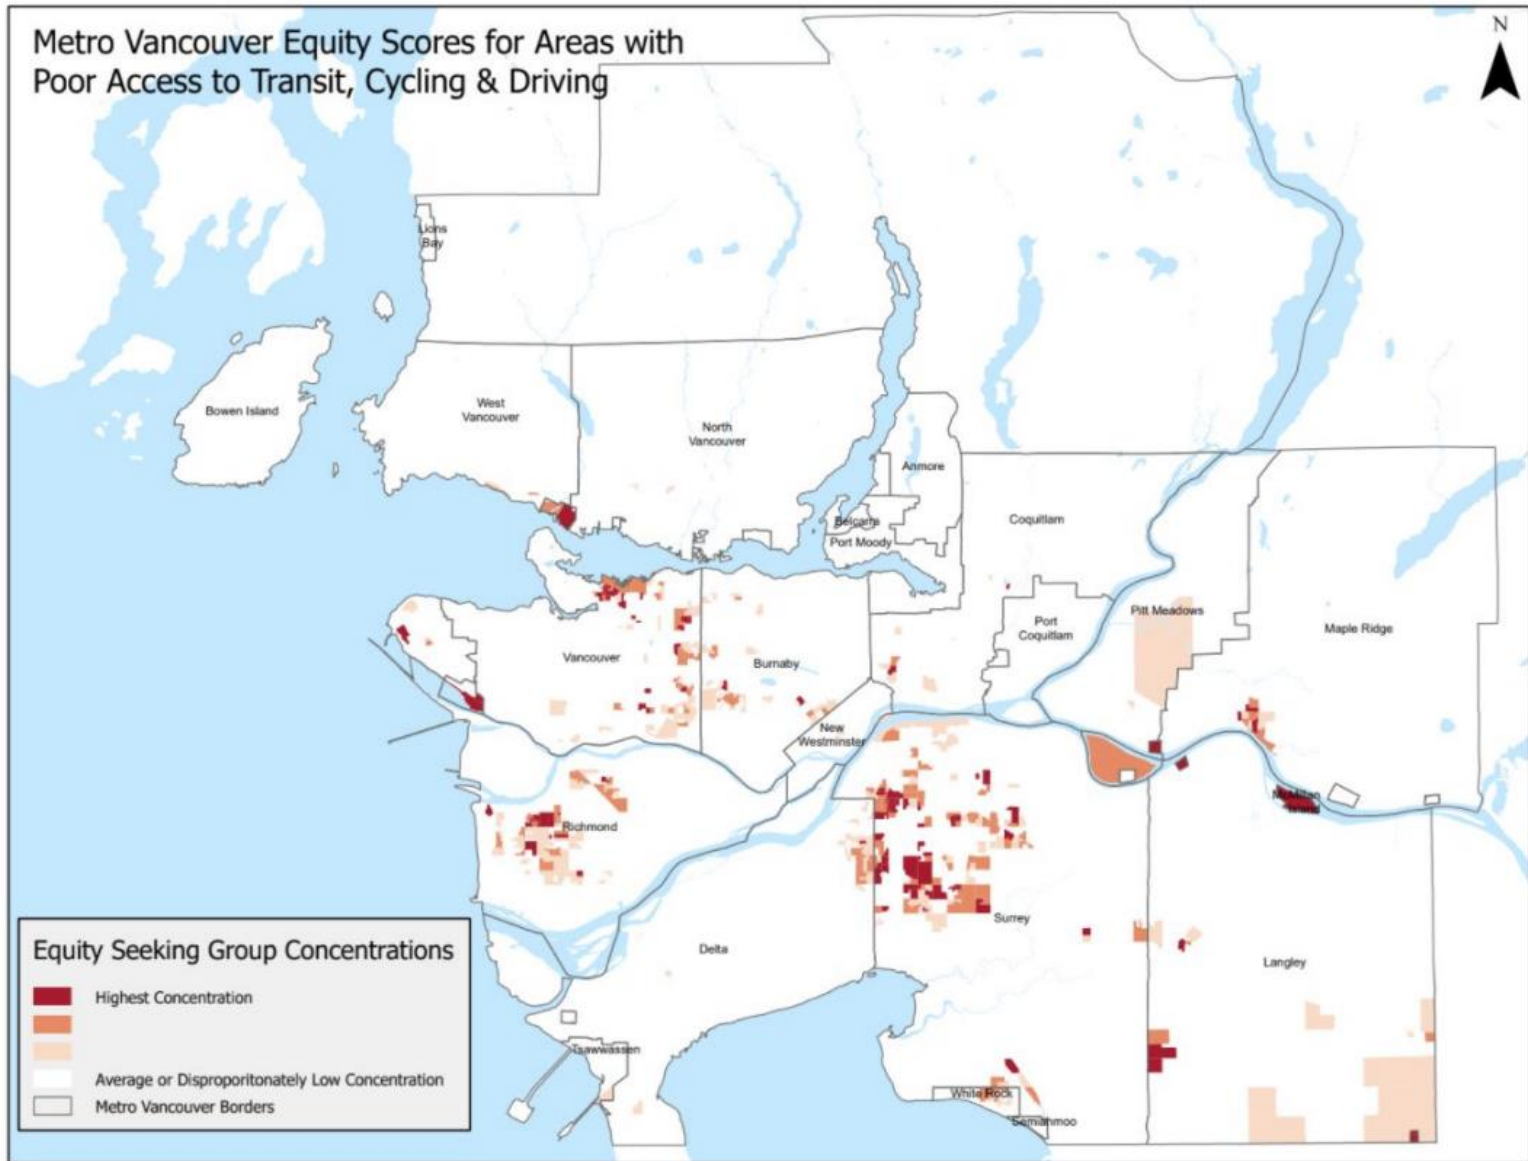 Metro Vancouver Equity Scores for Areas with
Poor Access to Transit, Cycling & Driving
N
Lions
Bay
Bowen Island
West
Vancouver
North
Vancouver
Anmore
Belcarra
Port Moody
Coquitlam
Pitt Meadows
Port
Coquitlam
Maple Ridge
Vancouver
Burnaby
New
Westminster
McMillan
Island
Richmond
Surrey
Delta
Langley
Tsawwassen
White Rock
Semiahmoo
Equity Seeking Group Concentrations
Highest Concentration
Average or Disproporitonately Low Concentration
Metro Vancouver Borders